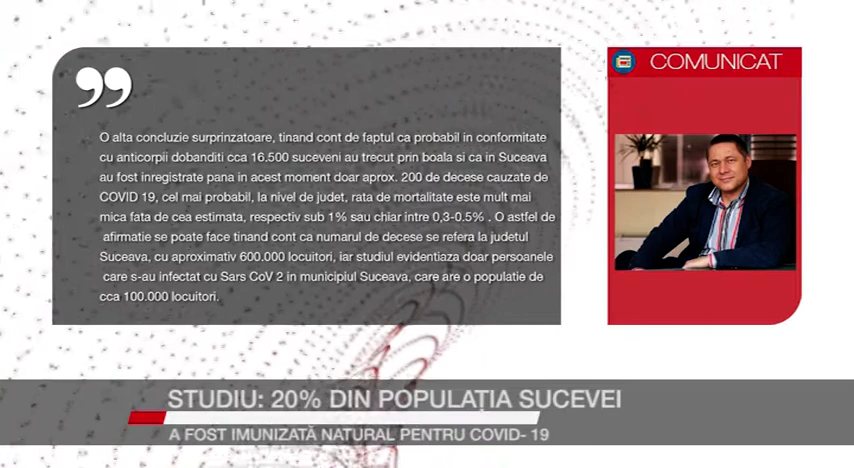 O alta concluzie surprinzatoare, tinand cont de faptul ca probabil in conformitate
cu anticorpii dobanditi cca 16.500 suceveni au trecut prin boala si ca in Suceava
au fost inregistrate pana in acest moment doar aprox. 200 de decese cauzate de
COVID 19, cel mai probabil, la nivel de judet, rata de mortalitate este mult mai
mica fata de cea estimata, respectiv sub 1% sau chiar intre 0,3-0.5% . O astfel de
afirmatie se poate face tinand cont ca numarul de decese se refera la judetul
Suceava, cu aproximativ 600.000 locuitori, iar studiul evidentiaza doar persoanele
care s-au infectat cu Sars CoV 2 in municipiul Suceava, care are o populatie de
cca 100.000 locuitori.
COMUNICAT
STUDIU: 20% DIN POPULAȚIA SUCEVEI
A FOST IMUNIZATĂ NATURAL PENTRU COVID- 19